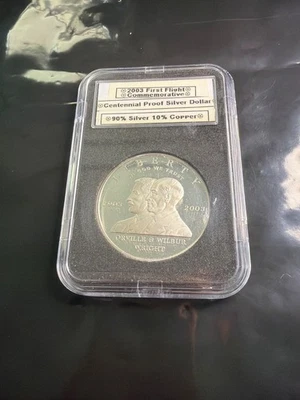 2003 First Flight
Commemorative
Centennial Proof Silver Dollar
90% Silver 10% Copper
LIBERTY
GOD WE TRUST
2003
ORVILLE & WILBUR
WRIGHT